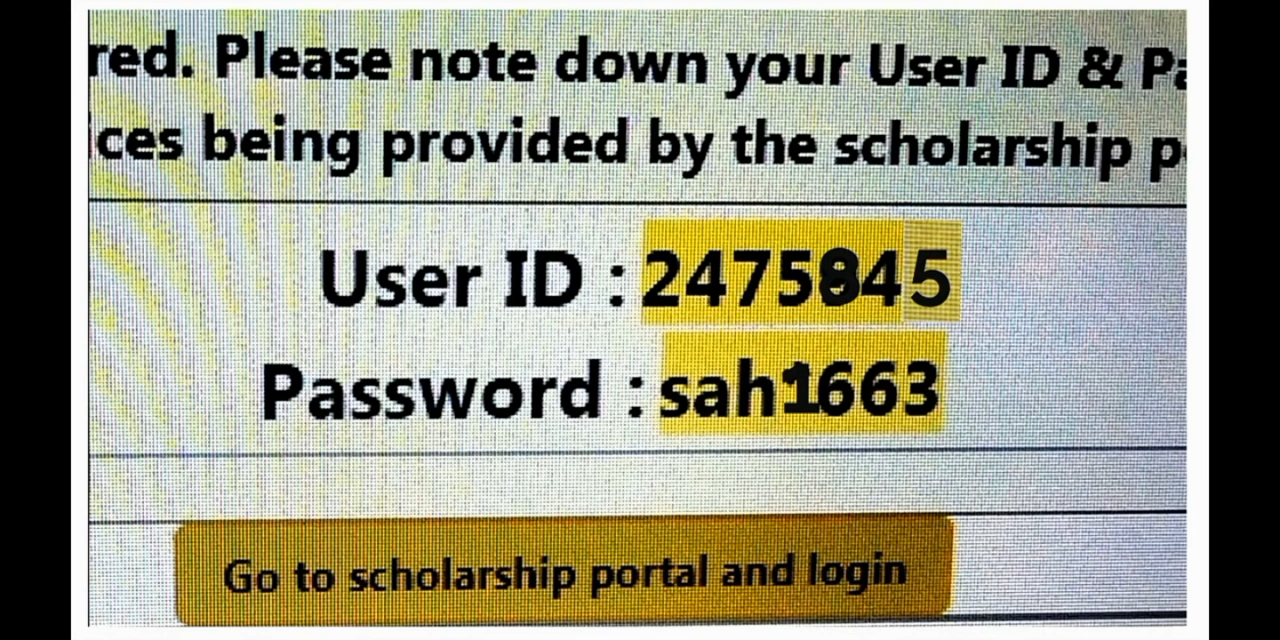 red. Please note down your User ID & Pa
ces being provided by the scholarship p
User ID : 2475845
Password : sah1663
Go to scholarship portal and login